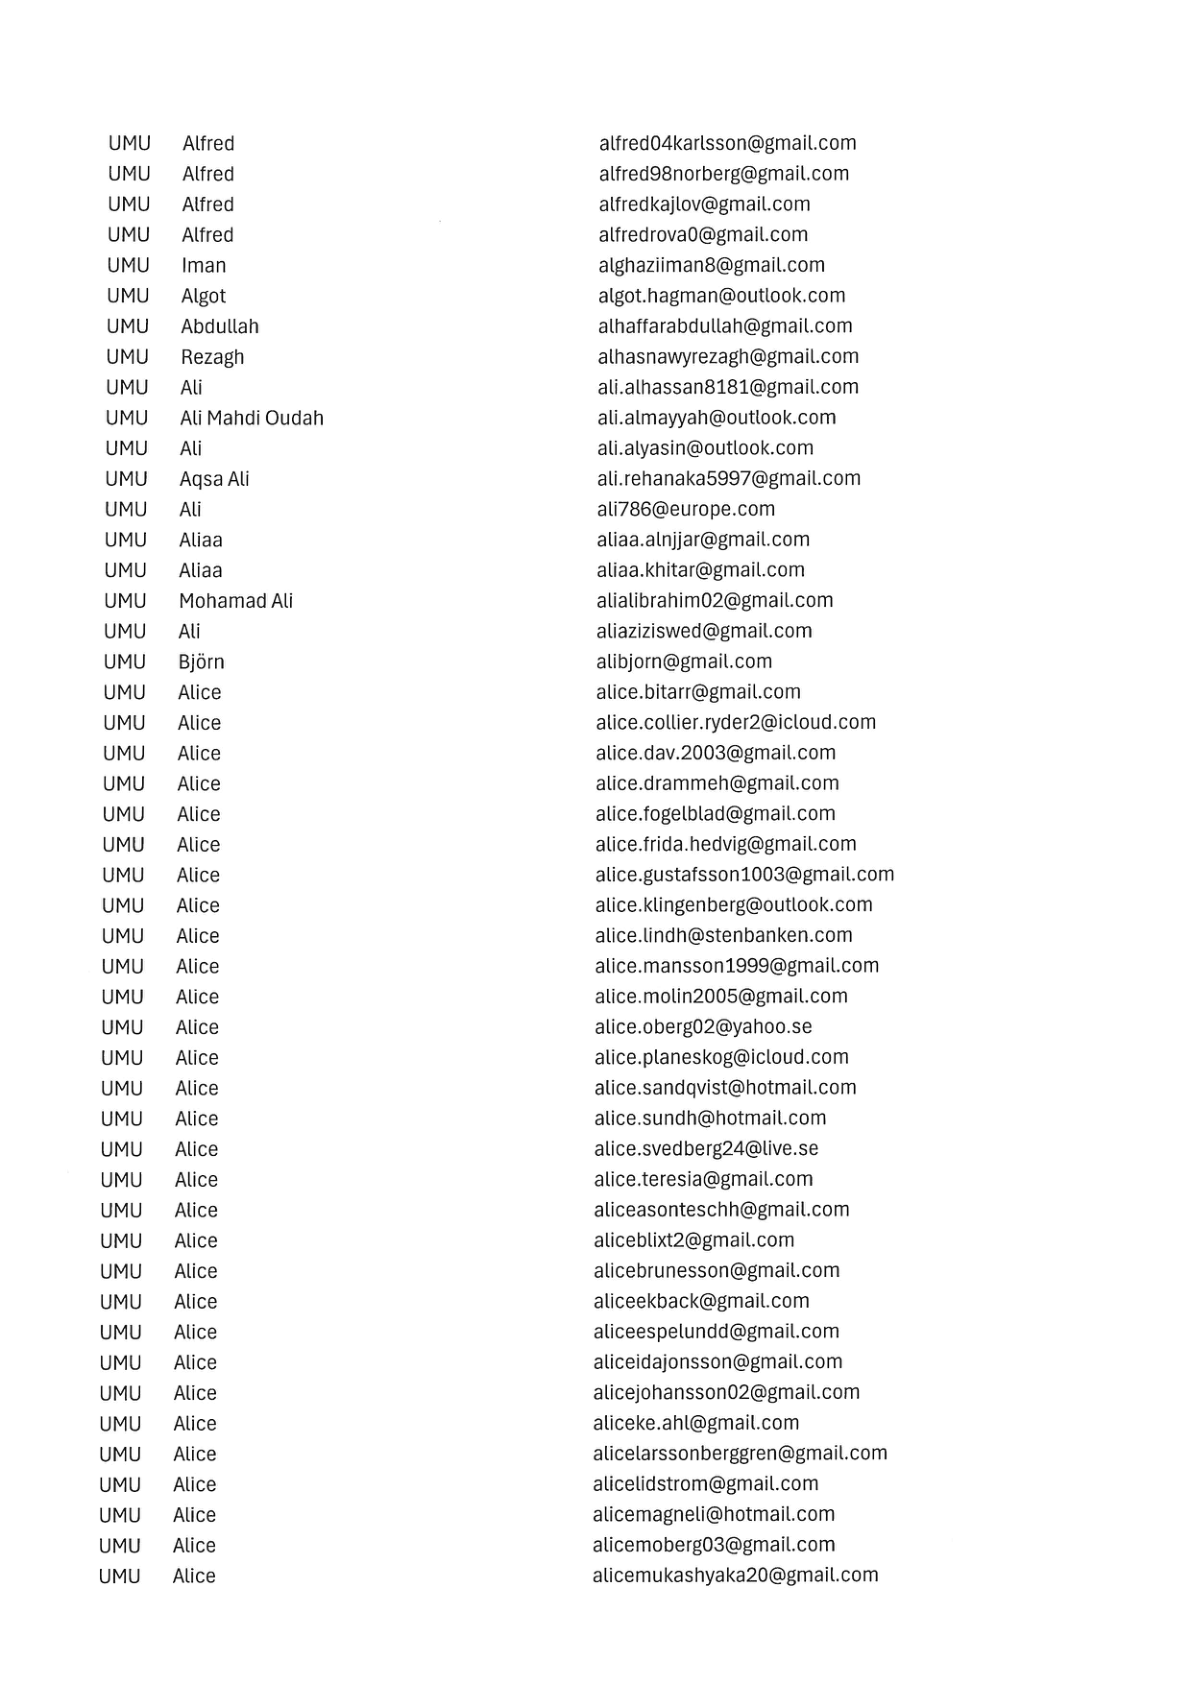 UMU Alfred alfred04karlsson@gmail.com
UMU Alfred alfred98norberg@gmail.com
UMU Alfred alfredkajlov@gmail.com
UMU Alfred alfredrova0@gmail.com
UMU Iman alghaziiman8@gmail.com
UMU Algot algot.hagman@outlook.com
UMU Abdullah alhaffarabdullah@gmail.com
UMU Rezagh alhasnawyrezagh@gmail.com
UMU Ali ali.alhassan8181@gmail.com
UMU Ali Mahdi Oudah ali.almayyah@outlook.com
UMU Ali ali.alyasin@outlook.com
UMU Aqsa Ali ali.rehanaka5997@gmail.com
UMU Ali ali786@europe.com
UMU Aliaa aliaa.alnjjar@gmail.com
UMU Aliaa aliaa.khitar@gmail.com
UMU Mohamad Ali alialibrahim02@gmail.com
UMU Ali aliaziziswed@gmail.com
UMU Björn alibjorn@gmail.com
UMU Alice alice.bitarr@gmail.com
UMU Alice alice.collier.ryder2@icloud.com
UMU Alice alice.dav.2003@gmail.com
UMU Alice alice.drammeh@gmail.com
UMU Alice alice.fogelblad@gmail.com
UMU Alice alice.frida.hedvig@gmail.com
UMU Alice alice.gustafsson1003@gmail.com
UMU Alice alice.klingenberg@outlook.com
UMU Alice alice.lindh@stenbanken.com
UMU Alice alice.mansson1999@gmail.com
UMU Alice alice.molin2005@gmail.com
UMU Alice alice.oberg02@yahoo.se
UMU Alice alice.planeskog@icloud.com
UMU Alice alice.sandqvist@hotmail.com
UMU Alice alice.sundh@hotmail.com
UMU Alice alice.svedberg24@live.se
UMU Alice alice.teresia@gmail.com
UMU Alice aliceasonteschh@gmail.com
UMU Alice aliceblixt2@gmail.com
UMU Alice alicebrunesson@gmail.com
UMU Alice aliceekback@gmail.com
UMU Alice aliceespelundd@gmail.com
UMU Alice aliceidajonsson@gmail.com
UMU Alice alicejohansson02@gmail.com
UMU Alice aliceke.ahl@gmail.com
UMU Alice alicelarssonberggren@gmail.com
UMU Alice alicelidstrom@gmail.com
UMU Alice alicemagneli@hotmail.com
UMU Alice alicemoberg03@gmail.com
UMU Alice alicemukashyaka20@gmail.com